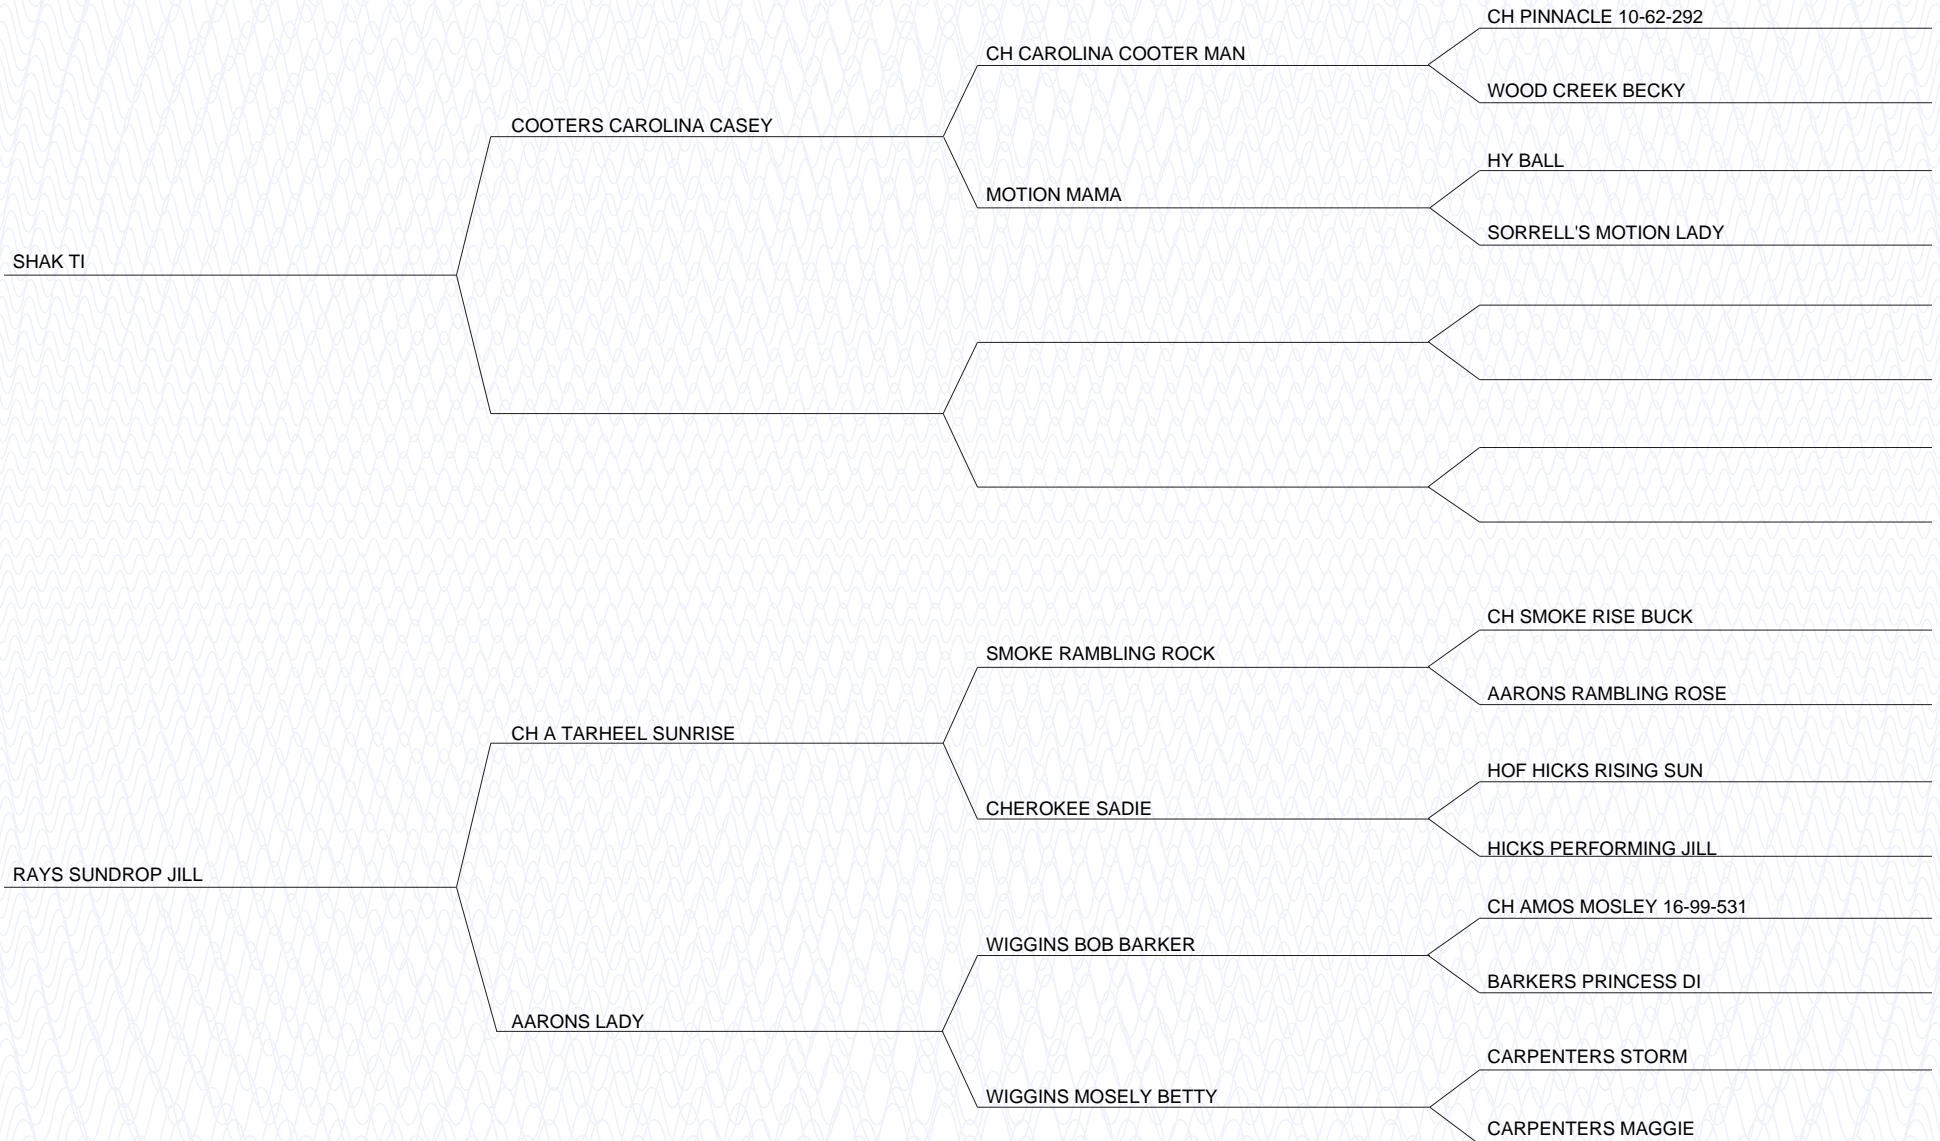 CH PINNACLE 10-62-292
CH CAROLINA COOTER MAN
WOOD CREEK BECKY
COOTERS CAROLINA CASEY
HY BALL
MOTION MAMA
SORRELL'S MOTION LADY
SHAK TI
CH SMOKE RISE BUCK
SMOKE RAMBLING ROCK
AARONS RAMBLING ROSE
CH A TARHEEL SUNRISE
HOF HICKS RISING SUN
CHEROKEE SADIE
HICKS PERFORMING JILL
RAYS SUNDROP JILL
CH AMOS MOSLEY 16-99-531
WIGGINS BOB BARKER
BARKERS PRINCESS DI
AARONS LADY
CARPENTERS STORM
WIGGINS MOSELY BETTY
CARPENTERS MAGGIE